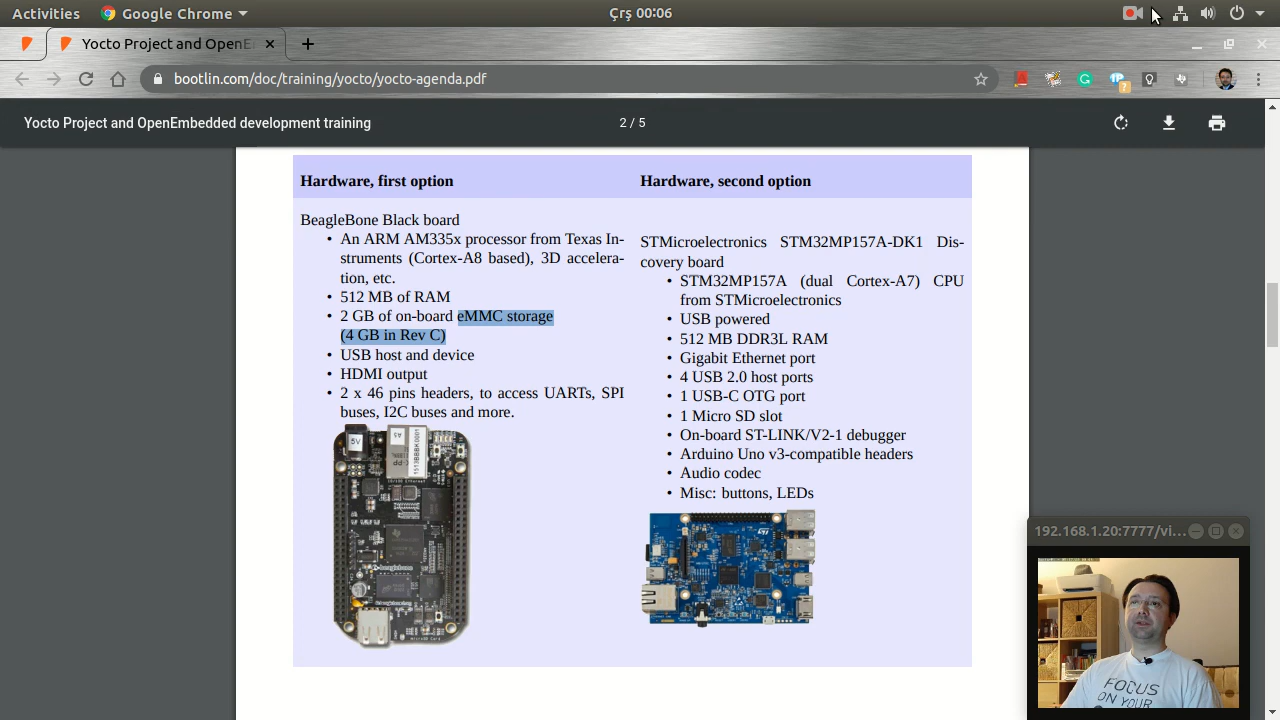 Activities
Google Chrome
Çrş 00:06
Yocto Project and OpenE
bootlin.com/doc/training/yocto/yocto-agenda.pdf
Yocto Project and OpenEmbedded development training
2 / 5
Hardware, first option
BeagleBone Black board
• An ARM AM335x processor from Texas In-
struments (Cortex-A8 based), 3D accelera-
tion, etc.
• 512 MB of RAM
• 2 GB of on-board eMMC storage
(4 GB in Rev C)
• USB host and device
• HDMI output
• 2 x 46 pins headers, to access UARTs, SPI
buses, I2C buses and more.
5V
Hardware, second option
STMicroelectronics STM32MP157A-DK1 Dis-
covery board
• STM32MP157A (dual Cortex-A7) CPU
from STMicroelectronics
• USB powered
• 512 MB DDR3L RAM
• Gigabit Ethernet port
• 4 USB 2.0 host ports
• 1 USB-C OTG port
• 1 Micro SD slot
• On-board ST-LINK/V2-1 debugger
• Arduino Uno v3-compatible headers
• Audio codec
• Misc: buttons, LEDs
192.168.1.20:7777/vi...
FOCUS
ON YOUR